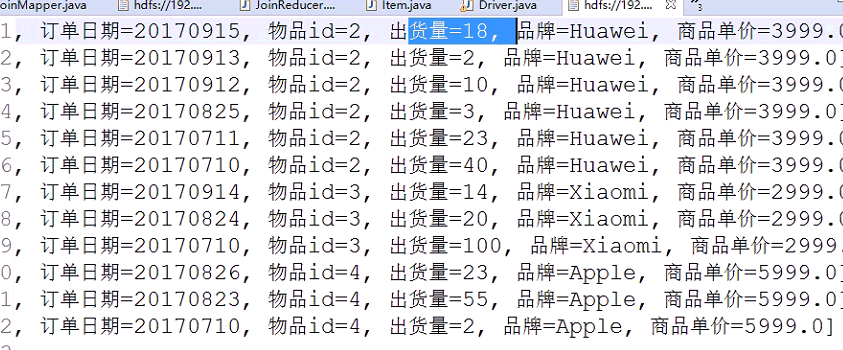 oinMapper.java hdfs://192.... JoinReducer.... Item.java Driver.java hdfs://192.... 3
1, 订单日期=20170915, 物品id=2, 出货量=18, 品牌=Huawei, 商品单价=3999.0
2, 订单日期=20170913, 物品id=2, 出货量=2, 品牌=Huawei, 商品单价=3999.0]
3, 订单日期=20170912, 物品id=2, 出货量=10, 品牌=Huawei, 商品单价=3999.
4, 订单日期=20170825, 物品id=2, 出货量=3, 品牌=Huawei, 商品单价=3999.0]
5, 订单日期=20170711, 物品id=2, 出货量=23, 品牌=Huawei, 商品单价=3999.
6, 订单日期=20170710, 物品id=2, 出货量=40, 品牌=Huawei, 商品单价=3999.
7, 订单日期=20170914, 物品id=3, 出货量=14, 品牌=Xiaomi, 商品单价=2999.
8, 订单日期=20170824, 物品id=3, 出货量=20, 品牌=Xiaomi, 商品单价=2999.
9, 订单日期=20170710, 物品id=3, 出货量=100, 品牌=Xiaomi, 商品单价=2999
0, 订单日期=20170826, 物品id=4, 出货量=23, 品牌=Apple, 商品单价=5999.0]
1, 订单日期=20170823, 物品id=4, 出货量=55, 品牌=Apple, 商品单价=5999.0]
2, 订单日期=20170710, 物品id=4, 出货量=2, 品牌=Apple, 商品单价=5999.0]